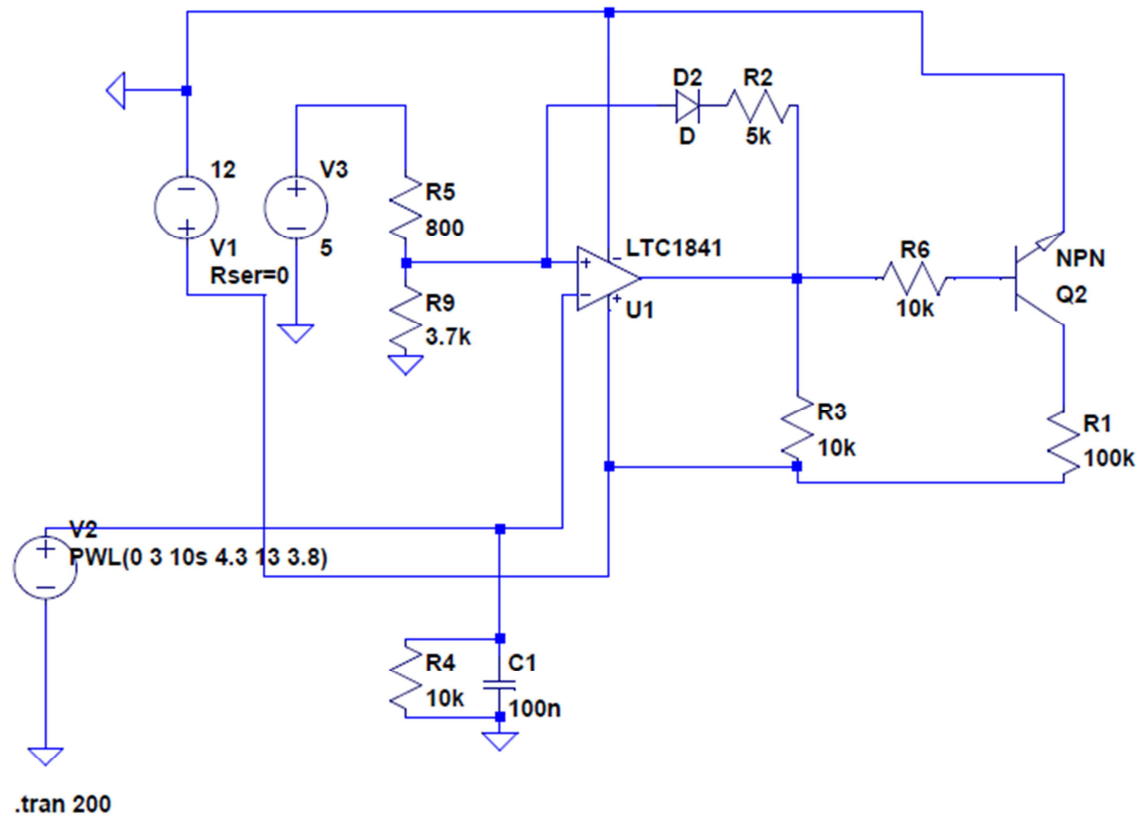 D2
R2
D
5k
12
V3
V1
5
Rser=0
R5
800
R9
3.7k
LTC1841
U1
R6
10k
NPN
Q2
R3
10k
R1
100k
V2
PWL(0 3 10s 4.3 13 3.8)
R4
10k
C1
100n
.tran 200